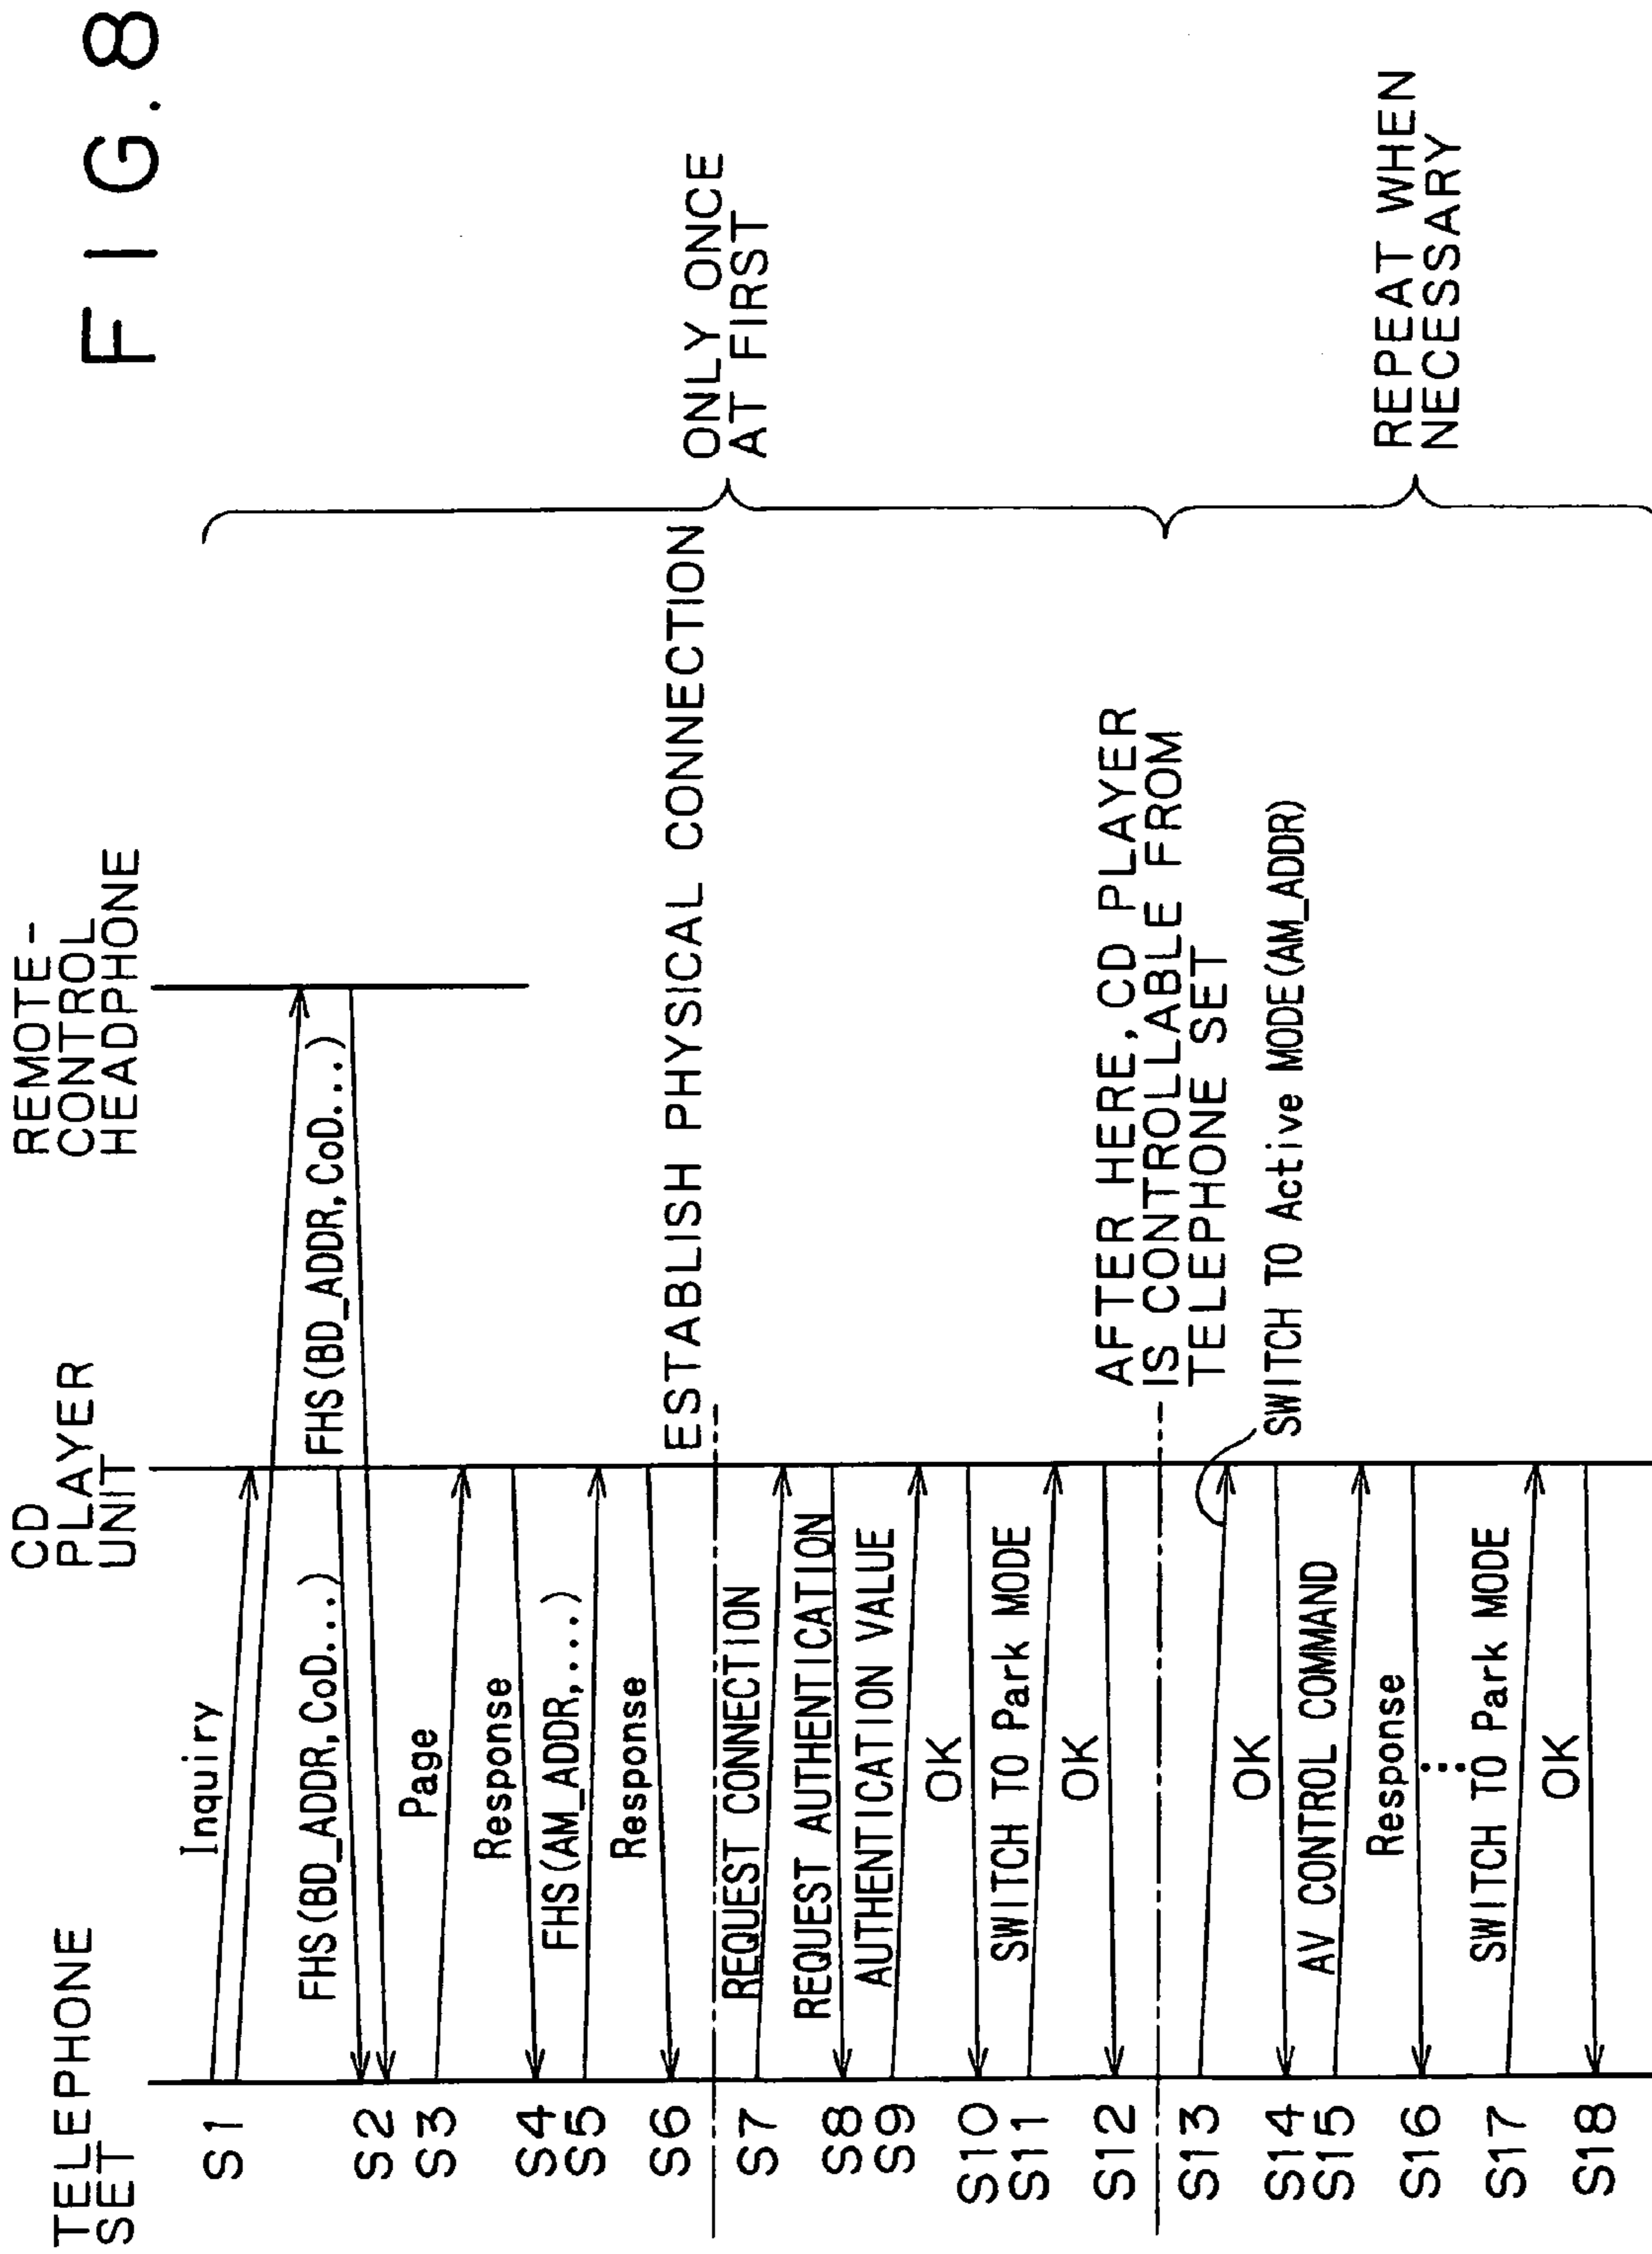 FIG.8
TELEPHONE
SET
CD
PLAYER
UNIT
REMOTE-
CONTROL
HEADPHONE
S1
Inquiry
FHS(BD_ADDR,CoD...)
FHS(BD_ADDR,CoD...)
S2
S3
Page
S4
Response
S5
FHS(AM_ADDR,...)
S6
Response
ESTABLISH PHYSICAL CONNECTION
ONLY ONCE
AT FIRST
S7
REQUEST CONNECTION
S8
REQUEST AUTHENTICATION
S9
AUTHENTICATION VALUE
S10
OK
S11
SWITCH TO Park MODE
S12
OK
AFTER HERE, CD PLAYER
IS CONTROLLABLE FROM
TELEPHONE SET
S13
SWITCH TO Active MODE(AM_ADDR)
S14
OK
S15
AV CONTROL COMMAND
S16
Response
S17
SWITCH TO Park MODE
S18
OK
REPEAT WHEN
NECESSARY